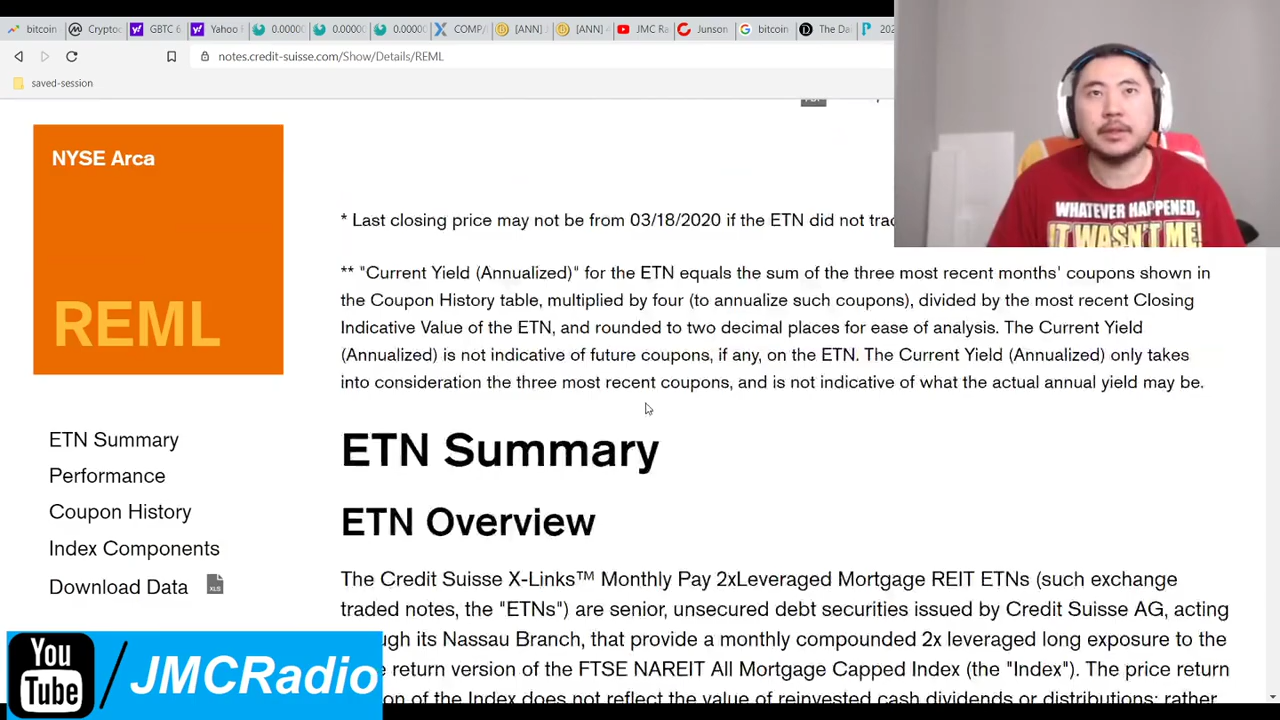 bitcoin
Crypto
GBTC 6
Yahoo
0.0000
0.0000
0.0000
COMP/
[ANN]
[ANN]
JMC Ra
Junson
bitcoin
The Da
202
notes.credit-suisse.com/Show/Details/REML
saved-session
NYSE Arca
REML
* Last closing price may not be from 03/18/2020 if the ETN did not trad
** "Current Yield (Annualized)" for the ETN equals the sum of the three most recent months' coupons shown in
the Coupon History table, multiplied by four (to annualize such coupons), divided by the most recent Closing
Indicative Value of the ETN, and rounded to two decimal places for ease of analysis. The Current Yield
(Annualized) is not indicative of future coupons, if any, on the ETN. The Current Yield (Annualized) only takes
into consideration the three most recent coupons, and is not indicative of what the actual annual yield may be.
ETN Summary
Performance
Coupon History
Index Components
Download Data
XLS
ETN Summary
ETN Overview
The Credit Suisse X-Links™ Monthly Pay 2xLeveraged Mortgage REIT ETNs (such exchange
traded notes, the "ETNs") are senior, unsecured debt securities issued by Credit Suisse AG, acting
ugh its Nassau Branch, that provide a monthly compounded 2x leveraged long exposure to the
return version of the FTSE NAREIT All Mortgage Capped Index (the "Index"). The price return
on of the Index does not reflect the value of reinvested cash dividends or distributions; rather,
WHATEVER HAPPENED,
IT WASN'T ME
You
Tube
/JMCRadio